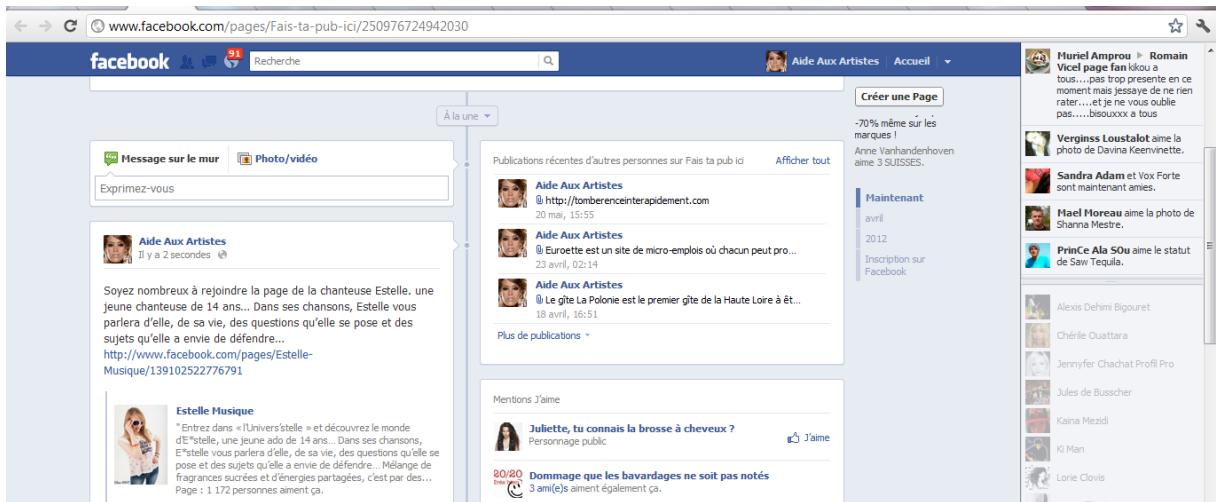 www.facebook.com/pages/Fais-ta-pub-ici/250976724942030
facebook
91
Recherche
Aide Aux Artistes
Accueil
À la une
Message sur le mur
Photo/vidéo
Exprimez-vous
Aide Aux Artistes
Il y a 2 secondes
Soyez nombreux à rejoindre la page de la chanteuse Estelle. une
jeune chanteuse de 14 ans... Dans ses chansons, Estelle vous
parlera d'elle, de sa vie, des questions qu'elle se pose et des
sujets qu'elle a envie de défendre...
http://www.facebook.com/pages/Estelle-
Musique/139102522776791
Estelle Musique
"Entrez dans « l'Univers'stelle » et découvrez le monde
d'E*stelle, une jeune ado de 14 ans... Dans ses chansons,
E*stelle vous parlera d'elle, de sa vie, des questions qu'elle se
pose et des sujets qu'elle a envie de défendre... Mélange de
fragrances sucrées et d'énergies partagées, c'est par des...
Page : 1 172 personnes aiment ça.
Publications récentes d'autres personnes sur Fais ta pub ici
Afficher tout
Aide Aux Artistes
http://tomberenceinterapidement.com
20 mai, 15:55
Aide Aux Artistes
Euroette est un site de micro-emplois où chacun peut pro...
23 avril, 02:14
Aide Aux Artistes
Le gîte La Polonie est le premier gîte de la Haute Loire à êt...
18 avril, 16:51
Plus de publications
Mentions J'aime
Juliette, tu connais la brosse à cheveux ?
Personnage public
J'aime
20/20
Dommage que les bavardages ne soit pas notés
3 ami(e)s aiment également ça.
Créer une Page
-70% même sur les
marques !
Anne Vanhandenhoven
aime 3 SUISSES.
Maintenant
avril
2012
Inscription sur
Facebook
Muriel Amprou ▶ Romain
Vicel page fan kikou a
tous....pas trop presente en ce
moment mais jessaye de ne rien
rater....et je ne vous oublie
pas.....bisouxxx a tous
Verginss Loustalot aime la
photo de Davina Keenvinette.
Sandra Adam et Vox Forte
sont maintenant amies.
Mael Moreau aime la photo de
Shanna Mestre.
PrinCe Ala SOu aime le statut
de Saw Tequila.
Alexis Dehimi Bigouret
Chérile Ouattara
Jennyfer Chachat Profil Pro
Jules de Busscher
Kaina Mezidi
Ki Man
Lorie Clovis